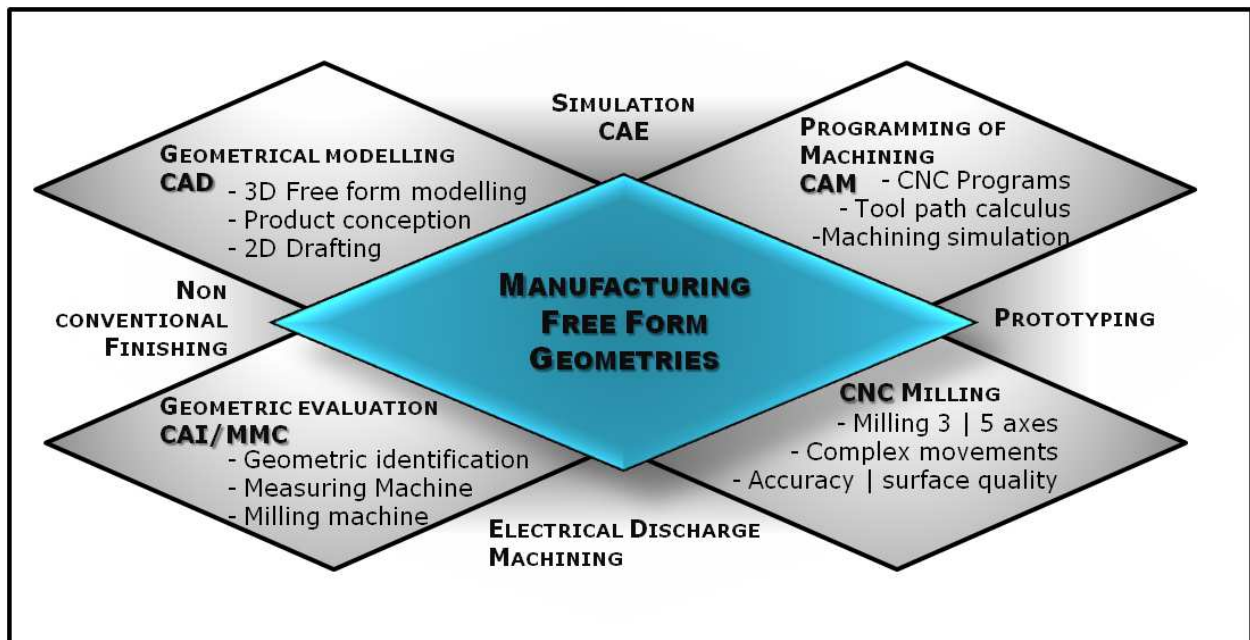 SIMULATION
CAE
GEOMETRICAL MODELLING
CAD
- 3D Free form modelling
- Product conception
- 2D Drafting
PROGRAMMING OF
MACHINING
CAM - CNC Programs
- Tool path calculus
-Machining simulation
NON
CONVENTIONAL
FINISHING
MANUFACTURING
FREE FORM
GEOMETRIES
PROTOTYPING
GEOMETRIC EVALUATION
CAI/MMC
- Geometric identification
- Measuring Machine
- Milling machine
CNC MILLING
- Milling 3 | 5 axes
- Complex movements
- Accuracy | surface quality
ELECTRICAL DISCHARGE
MACHINING